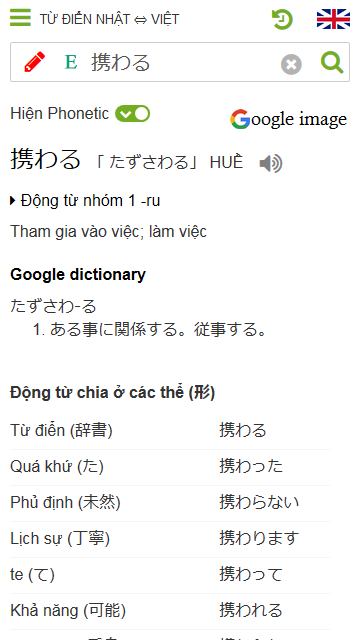 TỪ ĐIỂN NHẬT ⇔ VIỆT
E 携わる
Hiện Phonetic
Google image
携わる 「 たずさわる」 HUỀ
Động từ nhóm 1 -ru
Tham gia vào việc; làm việc
Google dictionary
たずさわ‐る
1. ある事に関係する。従事する。
Động từ chia ở các thể (形)
Từ điển (辞書) 携わる
Quá khứ (た) 携わった
Phủ định (未然) 携わらない
Lịch sự (丁寧) 携わります
te (て) 携わって
Khả năng (可能) 携われる